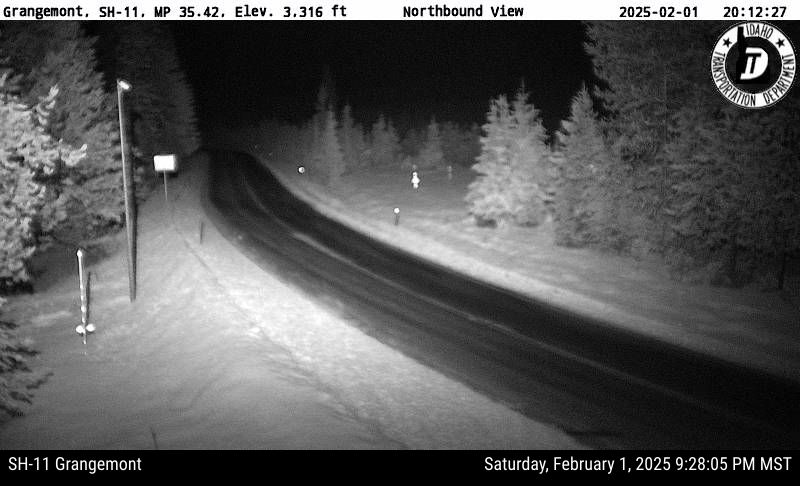 Grangemont, SH-11, MP 35.42, Elev. 3,316 ft Northbound View 2025-02-01 20:12:27
IDAHO
TRANSPORTATION DEPARTMENT
SH-11 Grangemont Saturday, February 1, 2025 9:28:05 PM MST